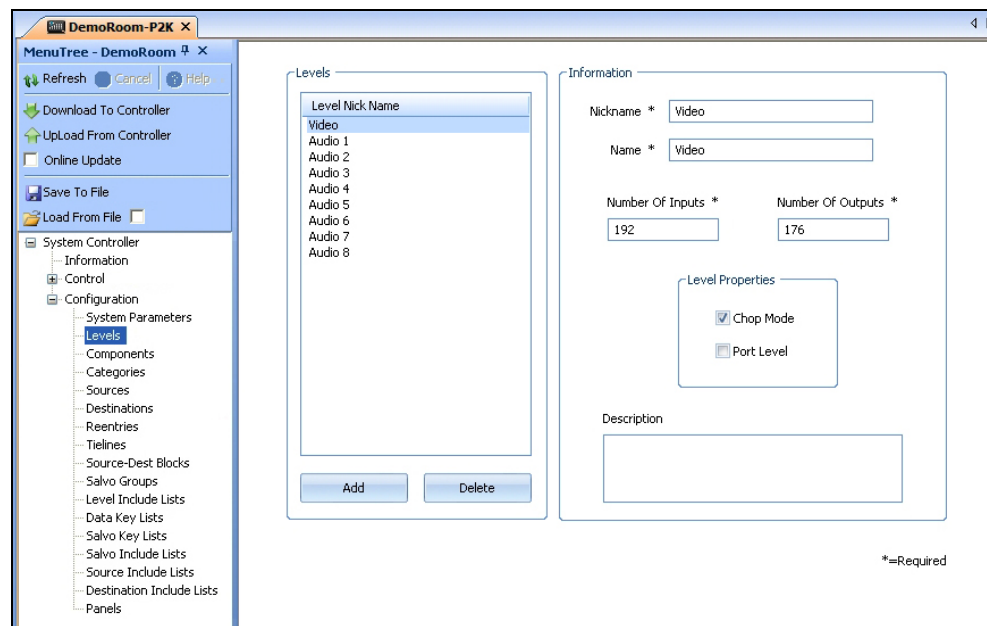 DemoRoom-P2K
MenuTree - DemoRoom
Refresh Cancel Help
Download To Controller
UpLoad From Controller
Online Update
Save To File
Load From File
System Controller
Information
Control
Configuration
System Parameters
Levels
Components
Categories
Sources
Destinations
Reentries
Tielines
Source-Dest Blocks
Salvo Groups
Level Include Lists
Data Key Lists
Salvo Key Lists
Salvo Include Lists
Source Include Lists
Destination Include Lists
Panels
Levels
Level Nick Name
Video
Audio 1
Audio 2
Audio 3
Audio 4
Audio 5
Audio 6
Audio 7
Audio 8
Add Delete
Information
Nickname * Video
Name * Video
Number Of Inputs * Number Of Outputs *
192 176
Level Properties
Chop Mode
Port Level
Description
*=Required